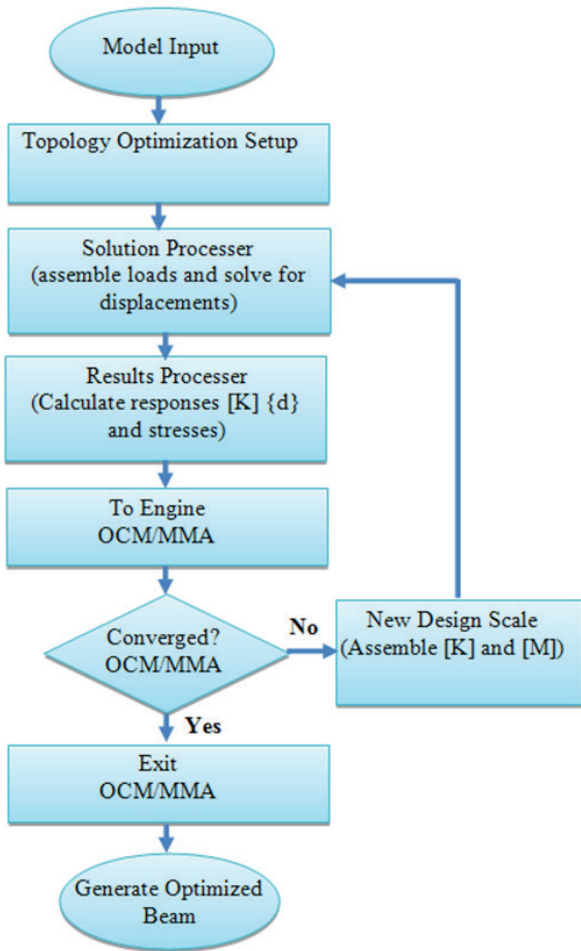 Model Input
Topology Optimization Setup
Solution Processer
(assemble loads and solve for
displacements)
Results Processer
(Calculate responses [K] {d}
and stresses)
To Engine
OCM/MMA
Converged?
OCM/MMA
No
New Design Scale
(Assemble [K] and [M])
Yes
Exit
OCM/MMA
Generate Optimized
Beam